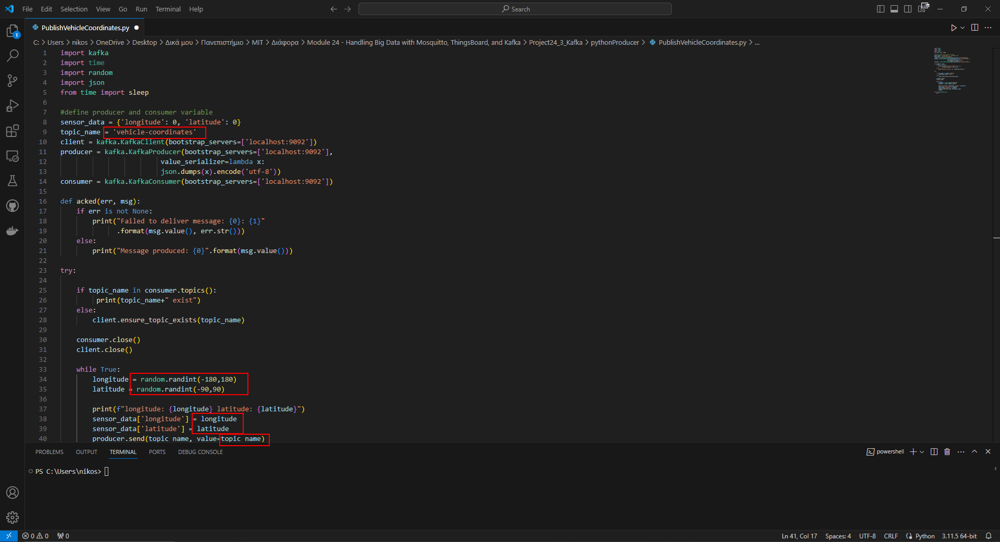 File Edit Selection View Go Run Terminal Help
Search
PublishVehicleCoordinates.py
1
C: > Users > nikos > OneDrive > Desktop > Δικά μου > Πανεπιστήμιο > MIT > Διάφορα > Module 24 - Handling Big Data with Mosquitto, ThingsBoard, and Kafka > Project24_3_Kafka > pythonProducer > PublishVehicleCoordinates.py > ...
1 import kafka
2 import time
3 import random
4 import json
5 from time import sleep
6
7 #define producer and consumer variable
8 sensor_data = {'longitude': 0, 'latitude': 0}
9 topic_name = 'vehicle-coordinates'
10 client = kafka.KafkaClient(bootstrap_servers=['localhost:9092'])
11 producer = kafka.KafkaProducer(bootstrap_servers=['localhost:9092'],
12 value_serializer=lambda x:
13 json.dumps(x).encode('utf-8'))
14 consumer = kafka.KafkaConsumer(bootstrap_servers=['localhost:9092'])
15
16 def acked(err, msg):
17 if err is not None:
18 print("Failed to deliver message: {0}: {1}"
19 .format(msg.value(), err.str()))
20 else:
21 print("Message produced: {0}".format(msg.value()))
22
23 try:
24
25 if topic_name in consumer.topics():
26 print(topic_name+" exist")
27 else:
28 client.ensure_topic_exists(topic_name)
29
30 consumer.close()
31 client.close()
32
33 while True:
34 longitude = random.randint(-180,180)
35 latitude = random.randint(-90,90)
36
37 print(f"longitude: {longitude} latitude: {latitude}")
38 sensor_data['longitude'] = longitude
39 sensor_data['latitude'] = latitude
40 producer.send(topic_name, value=topic_name)
PROBLEMS OUTPUT TERMINAL PORTS DEBUG CONSOLE
powershell
PS C:\Users\nikos>
0 0 0
Ln 41, Col 17 Spaces: 4 UTF-8 CRLF Python 3.11.5 64-bit